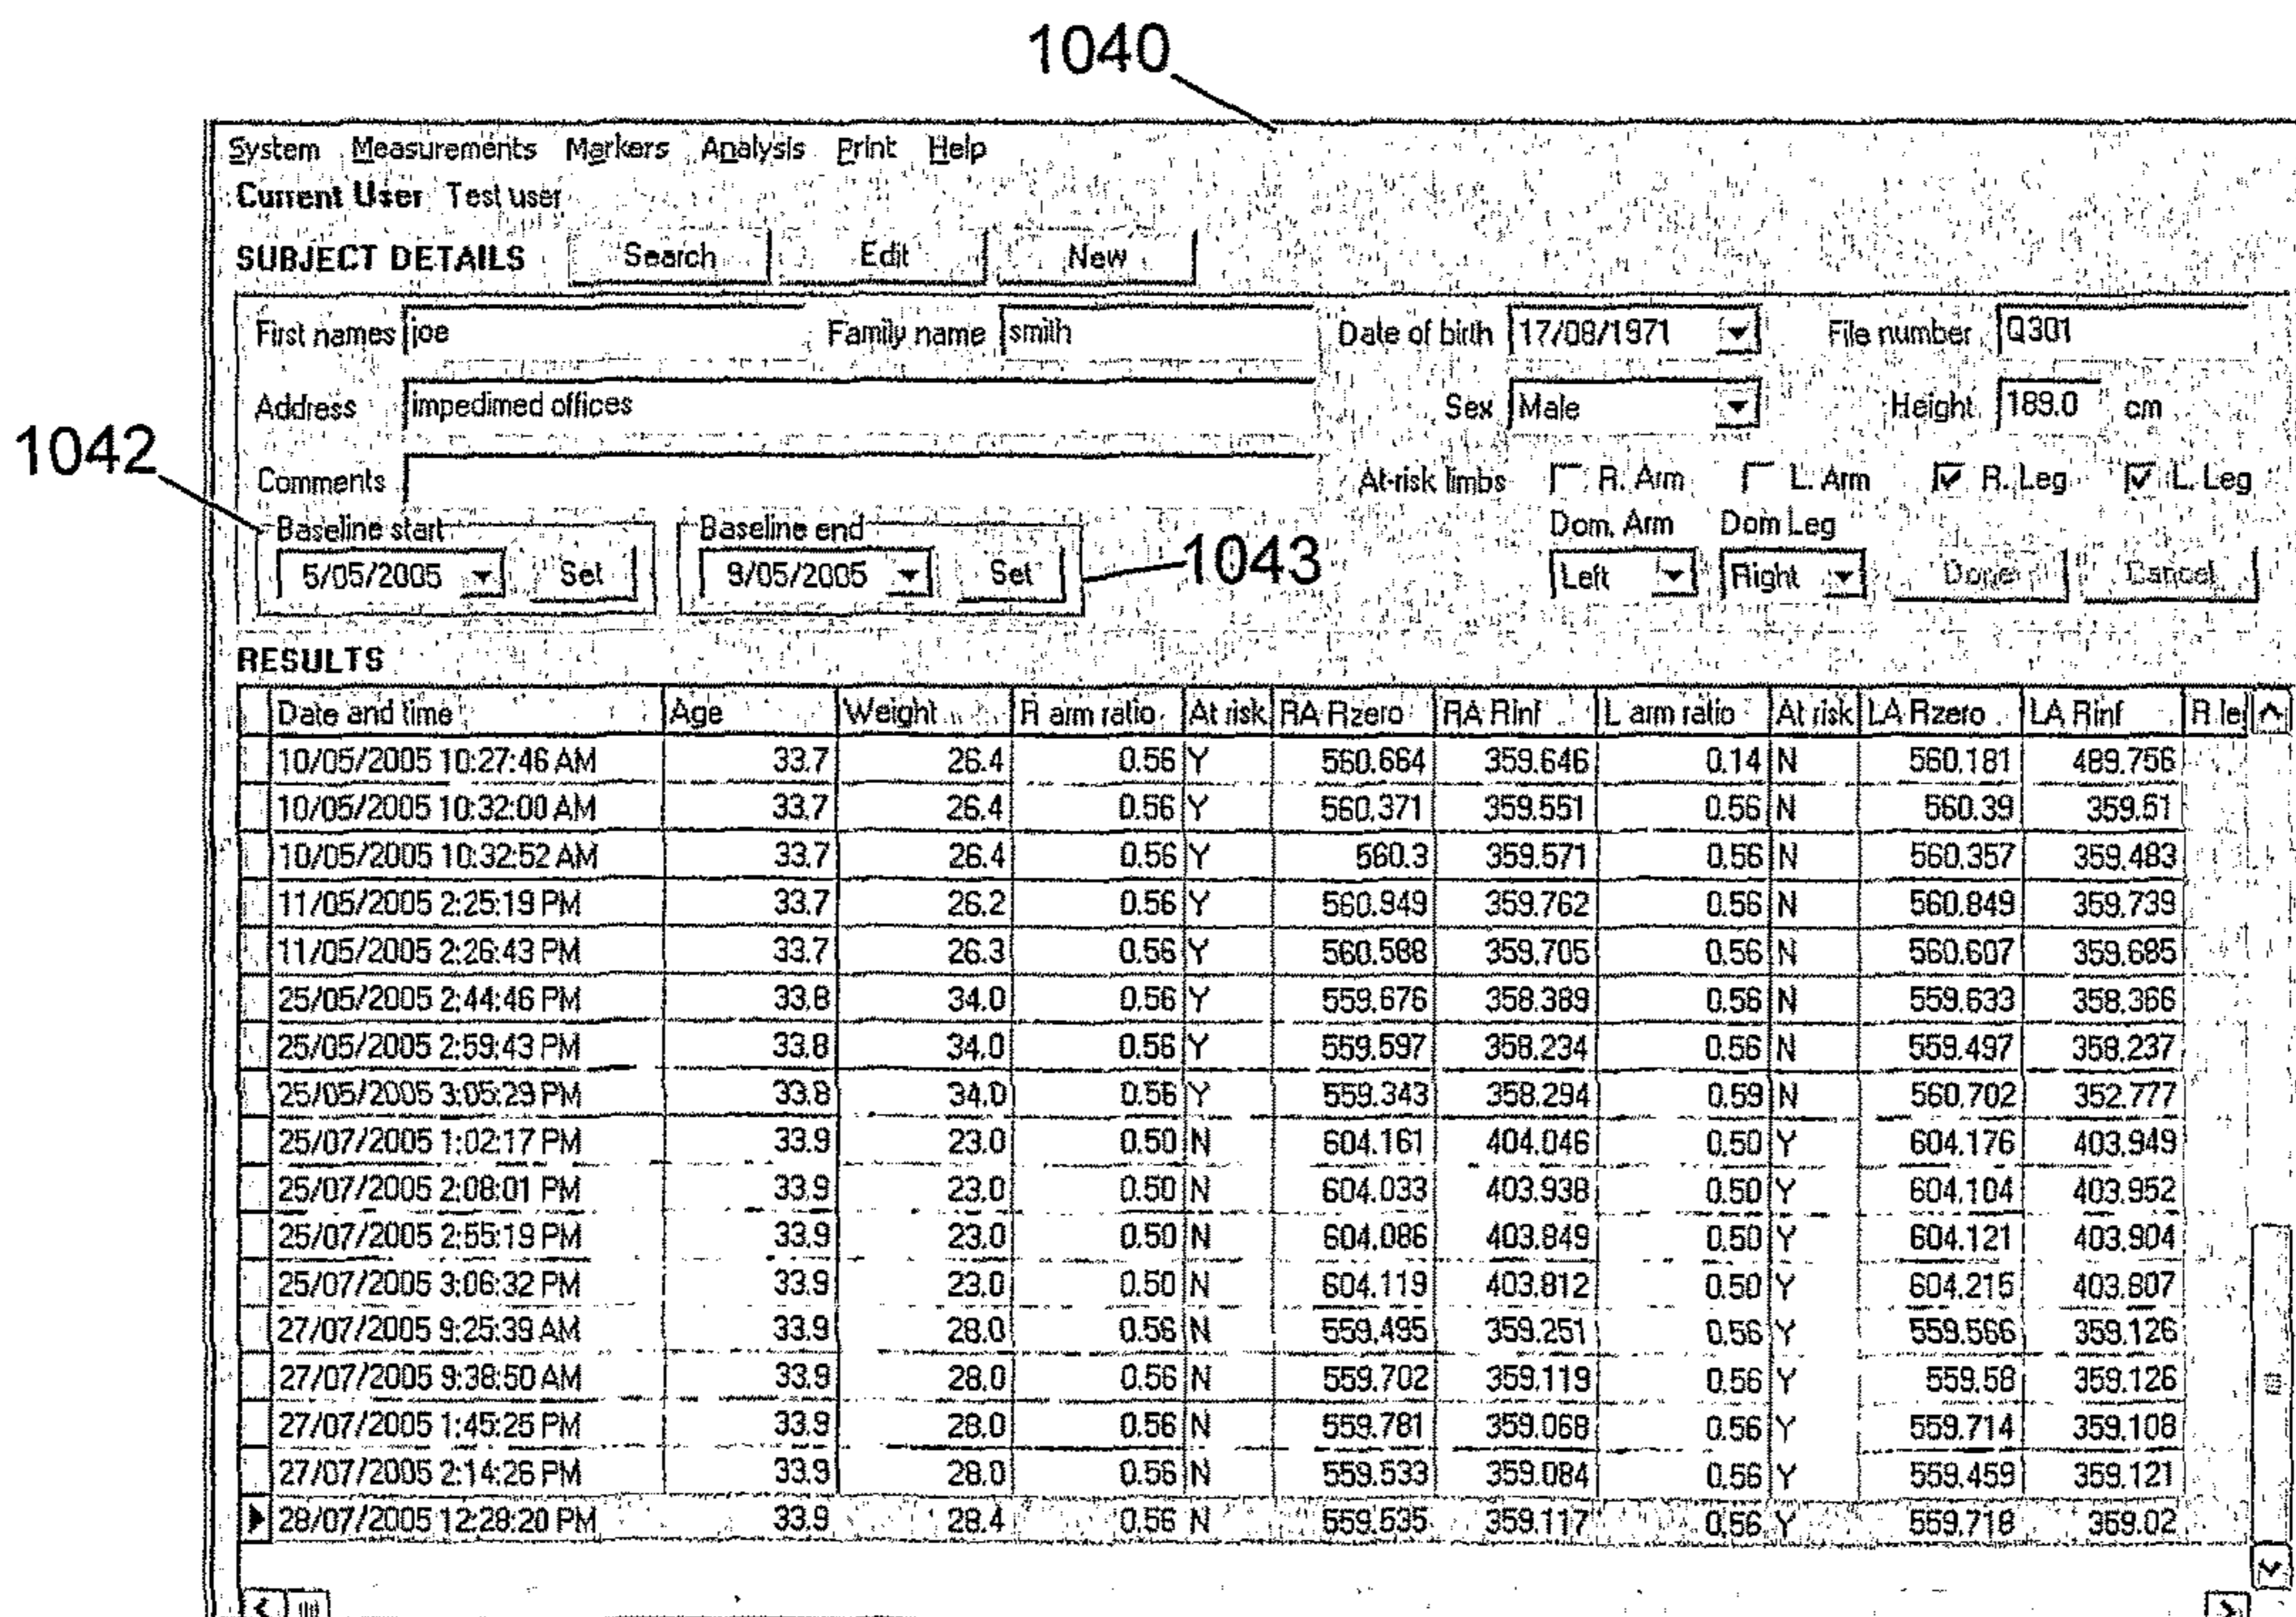 1040
System Measurements Markers Analysis Print Help
Current User Test user
SUBJECT DETAILS Search Edit New
First names joe Family name smith Date of birth 17/08/1971 File number Q301
Address impedimed offices Sex Male Height 189.0 cm
1042
Comments At-risk limbs R. Arm L. Arm R. Leg L. Leg
Baseline start Baseline end Dom. Arm Dom Leg
5/05/2005 Set 9/05/2005 Set 1043 Left Right Done Cancel
RESULTS
Date and time Age Weight R arm ratio At risk RA Rzero RA Rinf L arm ratio At risk LA Rzero LA Rinf R le
10/05/2005 10:27:46 AM 33.7 26.4 0.56 Y 560.664 359.646 0.14 N 560.181 489.756
10/05/2005 10:32:00 AM 33.7 26.4 0.56 Y 560.371 359.551 0.56 N 560.39 359.61
10/05/2005 10:32:52 AM 33.7 26.4 0.56 Y 560.3 359.571 0.56 N 560.357 359.483
11/05/2005 2:25:19 PM 33.7 26.2 0.56 Y 560.949 359.762 0.56 N 560.849 359.739
11/05/2005 2:26:43 PM 33.7 26.3 0.56 Y 560.588 359.705 0.56 N 560.607 359.685
25/05/2005 2:44:46 PM 33.8 34.0 0.56 Y 559.676 358.389 0.56 N 559.633 358.366
25/05/2005 2:59:43 PM 33.8 34.0 0.56 Y 559.597 358.234 0.56 N 559.497 358.237
25/05/2005 3:05:29 PM 33.8 34.0 0.56 Y 559.343 358.294 0.59 N 560.702 352.777
25/07/2005 1:02:17 PM 33.9 23.0 0.50 N 604.161 404.046 0.50 Y 604.176 403.949
25/07/2005 2:08:01 PM 33.9 23.0 0.50 N 604.033 403.938 0.50 Y 604.104 403.952
25/07/2005 2:55:19 PM 33.9 23.0 0.50 N 604.086 403.849 0.50 Y 604.121 403.904
25/07/2005 3:06:32 PM 33.9 23.0 0.50 N 604.119 403.812 0.50 Y 604.215 403.807
27/07/2005 9:25:39 AM 33.9 28.0 0.56 N 559.495 359.251 0.56 Y 559.566 359.126
27/07/2005 9:38:50 AM 33.9 28.0 0.56 N 559.702 359.119 0.56 Y 559.58 359.126
27/07/2005 1:45:25 PM 33.9 28.0 0.56 N 559.781 359.068 0.56 Y 559.714 359.108
27/07/2005 2:14:26 PM 33.9 28.0 0.56 N 559.533 359.084 0.56 Y 559.459 359.121
28/07/2005 12:28:20 PM 33.9 28.4 0.56 N 559.535 359.117 0.56 Y 559.718 359.02